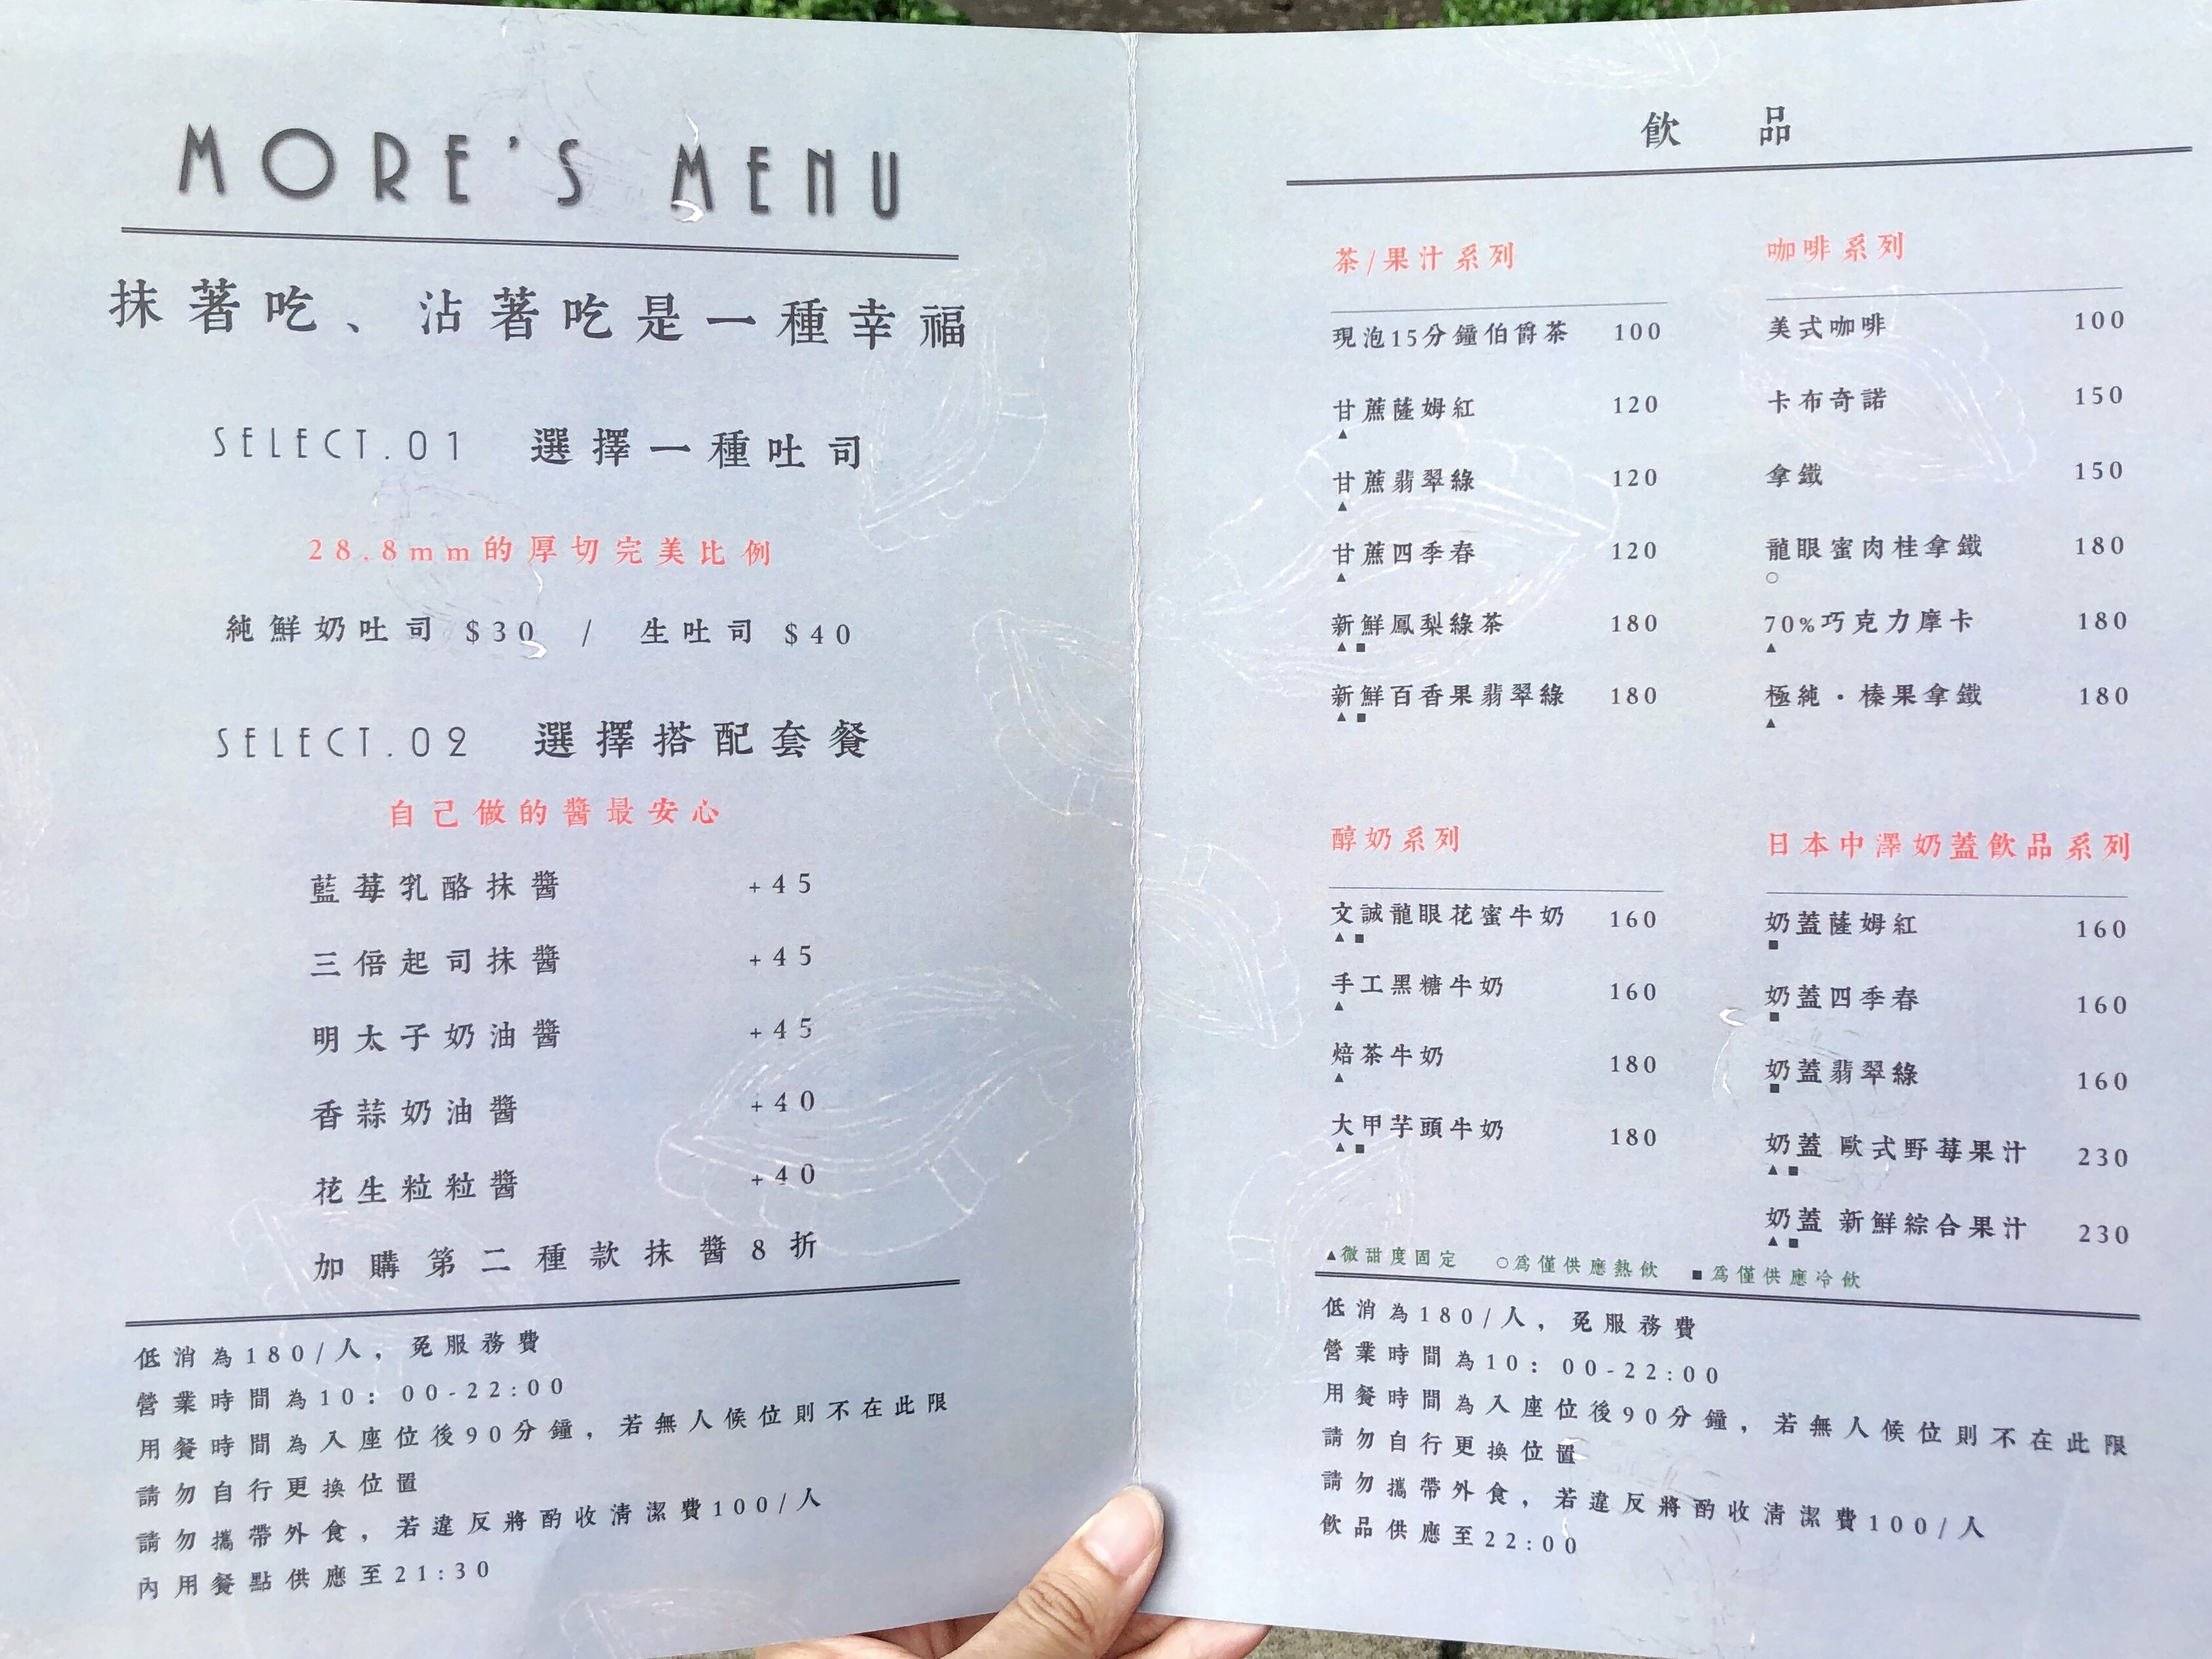 MORE'S MENU
抹著吃、沾著吃是一種幸福
SELECT.01 選擇一種吐司
28.8mm的厚切完美比例
純鮮奶吐司 $30 / 生吐司 $40
SELECT.02 選擇搭配套餐
自己做的醬最安心
藍莓乳酪抹醬 +45
三倍起司抹醬 +45
明太子奶油醬 +45
香蒜奶油醬 +40
花生粒粒醬 +40
加購第二種款抹醬8折
低消為180/人，免服務費
營業時間為10：00-22:00
用餐時間為入座位後90分鐘，若無人候位則不在此限
請勿自行更換位置
請勿攜帶外食，若違反將酌收清潔費100/人
內用餐點供應至21:30
飲品
茶/果汁系列
現泡15分鐘伯爵茶 100
甘蔗薩姆紅 120
▲
甘蔗翡翠綠 120
▲
甘蔗四季春 120
▲
新鮮鳳梨綠茶 180
▲■
新鮮百香果翡翠綠 180
▲■
咖啡系列
美式咖啡 100
卡布奇諾 150
拿鐵 150
龍眼蜜肉桂拿鐵 180
○
70%巧克力摩卡 180
▲
極純・榛果拿鐵 180
▲
醇奶系列
文誠龍眼花蜜牛奶 160
▲■
手工黑糖牛奶 160
▲
焙茶牛奶 180
▲
大甲芋頭牛奶 180
▲■
日本中澤奶蓋飲品系列
奶蓋薩姆紅 160
■
奶蓋四季春 160
■
奶蓋翡翠綠 160
■
奶蓋 歐式野莓果汁 230
▲■
奶蓋 新鮮綜合果汁 230
▲■
▲微甜度固定 ○為僅供應熱飲 ■為僅供應冷飲
低消為180/人，免服務費
營業時間為10：00-22:00
用餐時間為入座位後90分鐘，若無人候位則不在此限
請勿自行更換位置
請勿攜帶外食，若違反將酌收清潔費100/人
飲品供應至22:00